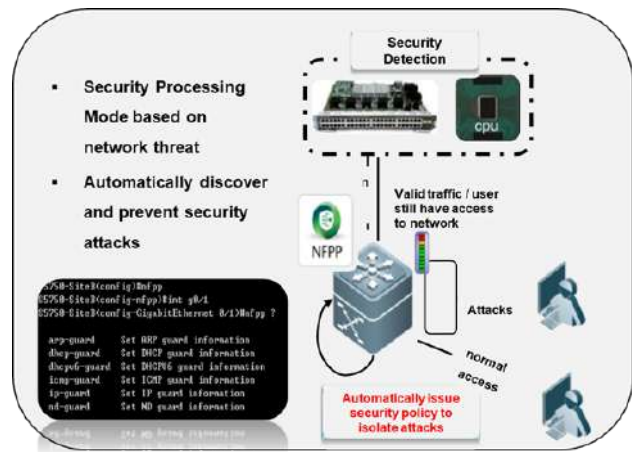 Security
Detection
cpu
▪ Security Processing
Mode based on
network threat
▪ Automatically discover
and prevent security
attacks
n
Valid traffic / user
still have access
to network
NFPP
S5750-Site3(config)#nfpp
S5750-Site3(config-nfpp)#int g0/1
S5750-Site3(config-GigabitEthernet 0/1)#nfpp ?
arp-guard Set ARP guard information
dhcp-guard Set DHCP guard information
dhcpv6-guard Set DHCPv6 guard information
icmp-guard Set ICMP guard information
ip-guard Set IP guard information
nd-guard Set ND guard information
Attacks
normal
access
Automatically issue
security policy to
isolate attacks